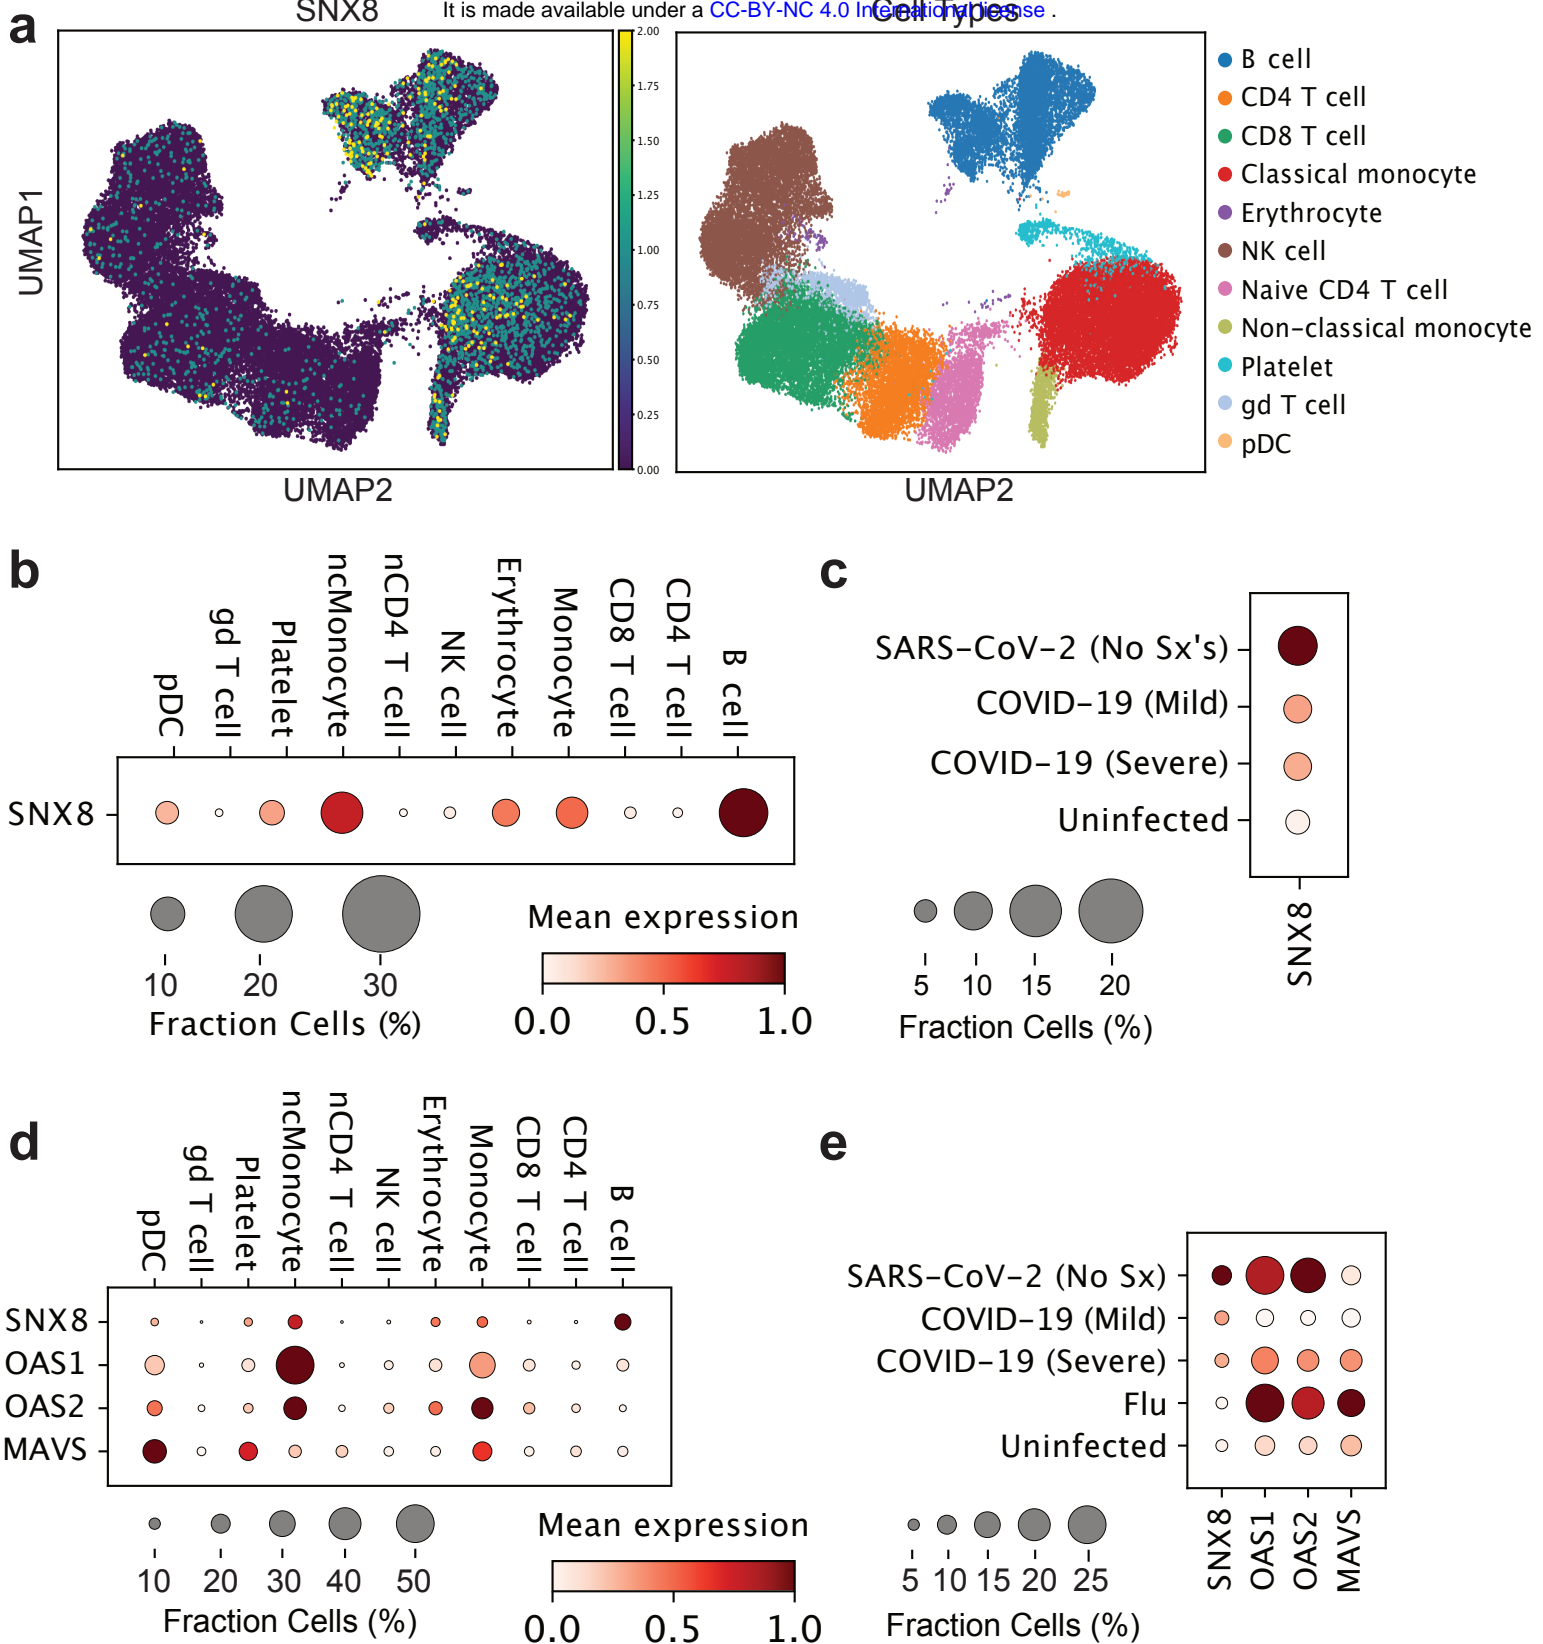 a
SNX8
It is made available under a CC-BY-NC 4.0 International license .
Cell Types
UMAP1
UMAP2
2.00
1.75
1.50
1.25
1.00
0.75
0.50
0.25
0.00
UMAP2
B cell
CD4 T cell
CD8 T cell
Classical monocyte
Erythrocyte
NK cell
Naive CD4 T cell
Non-classical monocyte
Platelet
gd T cell
pDC
b
pDC
gd T cell
Platelet
ncMonocyte
nCD4 T cell
NK cell
Erythrocyte
Monocyte
CD8 T cell
CD4 T cell
B cell
SNX8
10 20 30
Fraction Cells (%)
Mean expression
0.0 0.5 1.0
c
SARS-CoV-2 (No Sx's)
COVID-19 (Mild)
COVID-19 (Severe)
Uninfected
SNX8
5 10 15 20
Fraction Cells (%)
d
pDC
gd T cell
Platelet
ncMonocyte
nCD4 T cell
NK cell
Erythrocyte
Monocyte
CD8 T cell
CD4 T cell
B cell
SNX8
OAS1
OAS2
MAVS
10 20 30 40 50
Fraction Cells (%)
Mean expression
0.0 0.5 1.0
e
SARS-CoV-2 (No Sx)
COVID-19 (Mild)
COVID-19 (Severe)
Flu
Uninfected
SNX8
OAS1
OAS2
MAVS
5 10 15 20 25
Fraction Cells (%)